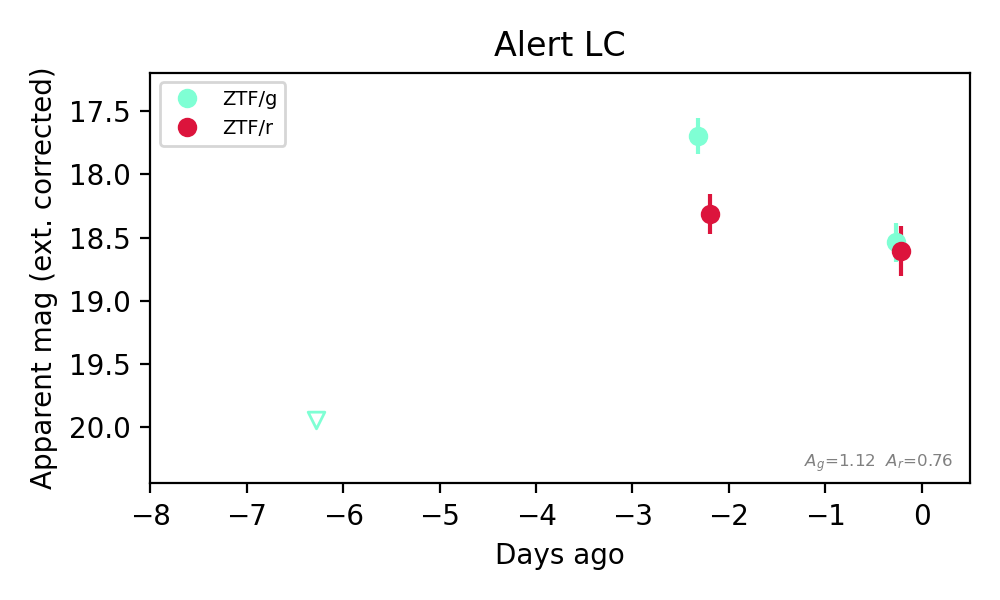 Alert LC
Apparent mag (ext. corrected)
17.5
18.0
18.5
19.0
19.5
20.0
ZTF/g
ZTF/r
A_g=1.12 A_r=0.76
−8 −7 −6 −5 −4 −3 −2 −1 0
Days ago